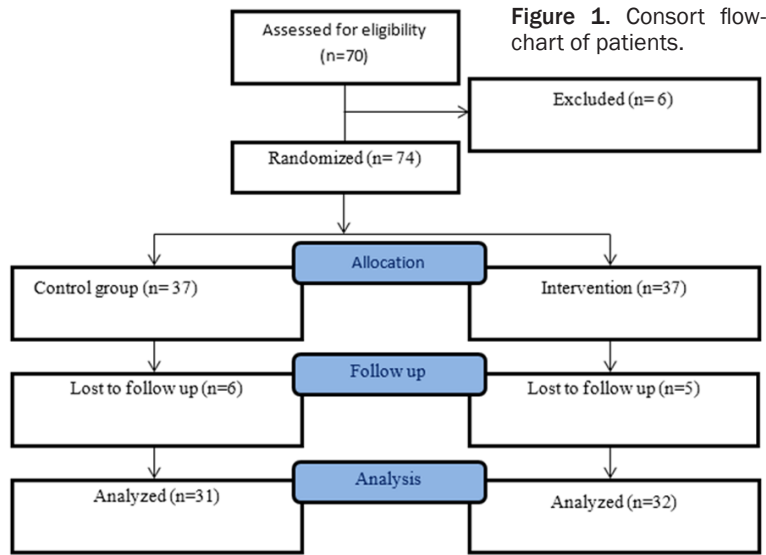 Assessed for eligibility
(n=70)
Figure 1. Consort flow-
chart of patients.
Excluded (n= 6)
Randomized (n= 74)
Allocation
Control group (n= 37)
Intervention (n=37)
Follow up
Lost to follow up (n=6)
Lost to follow up (n=5)
Analysis
Analyzed (n=31)
Analyzed (n=32)